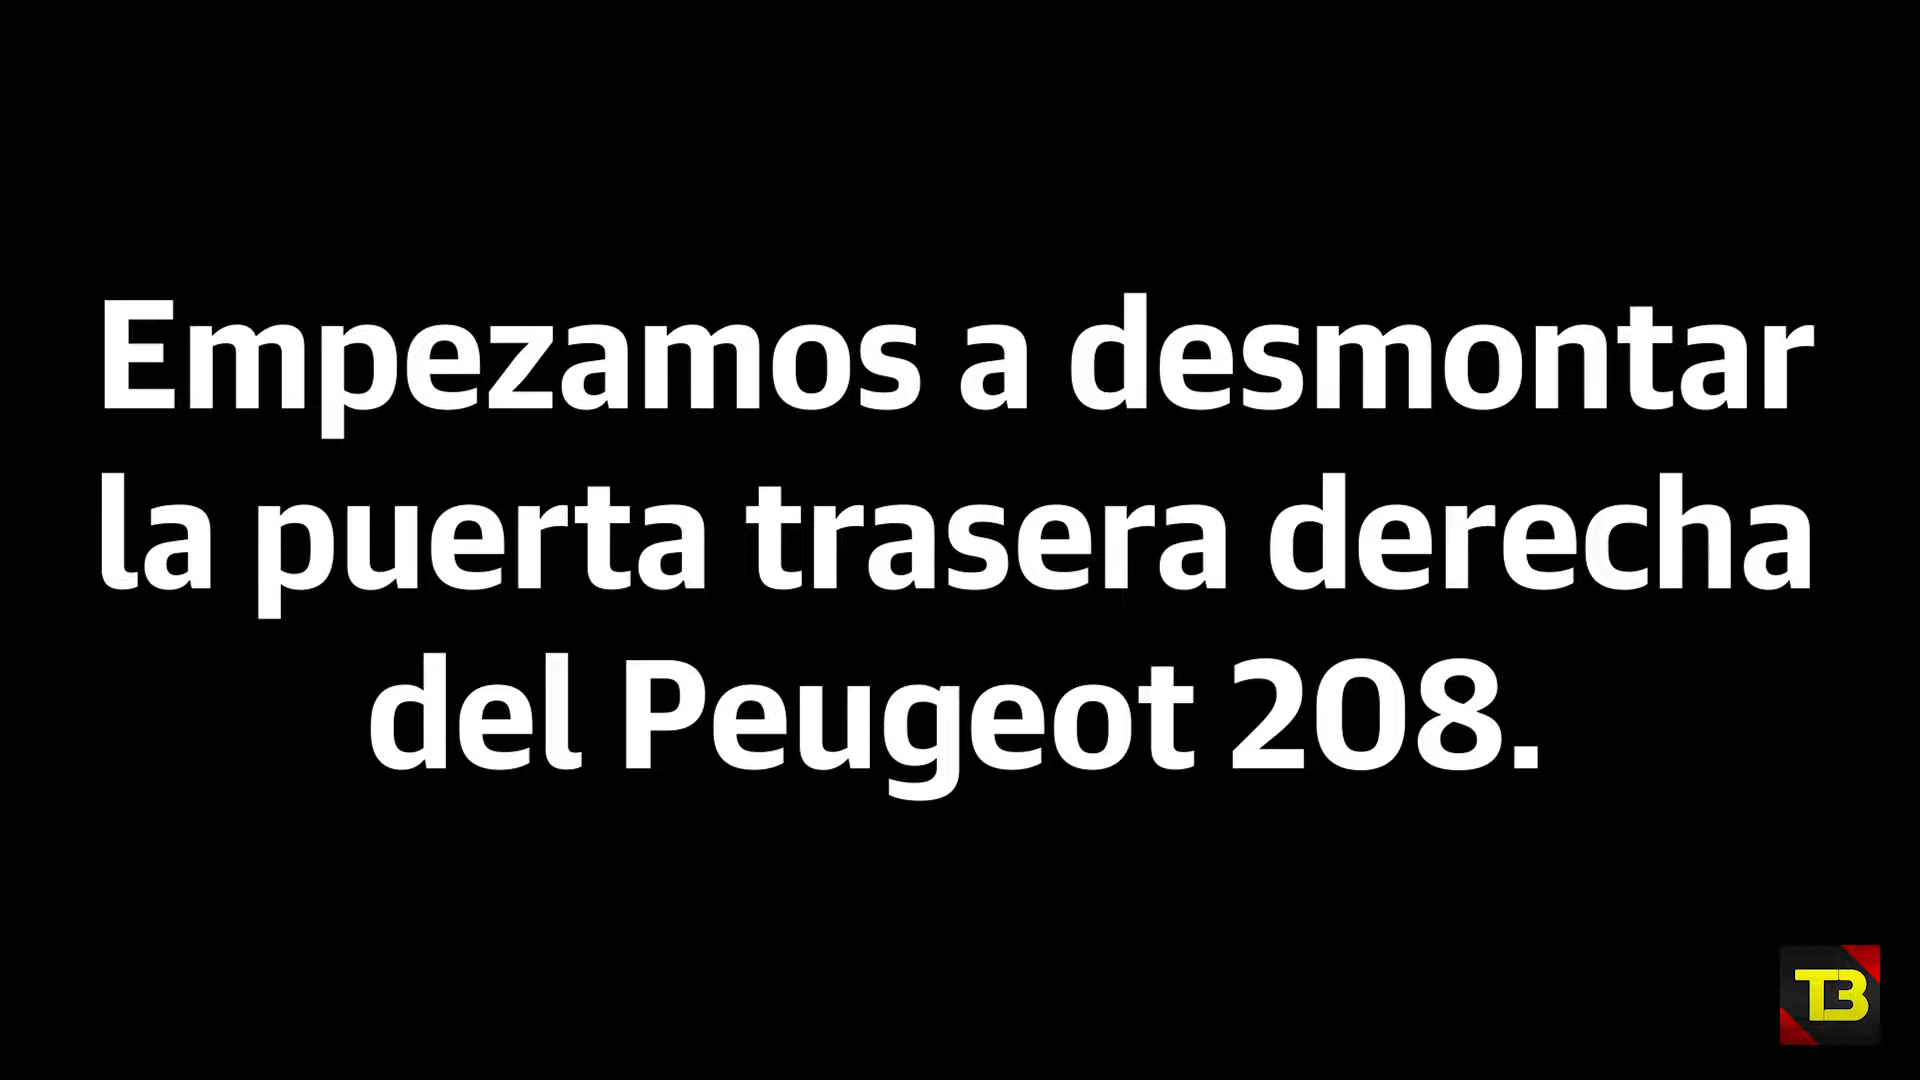 Empezamos a desmontar
la puerta trasera derecha
del Peugeot 208.
TB